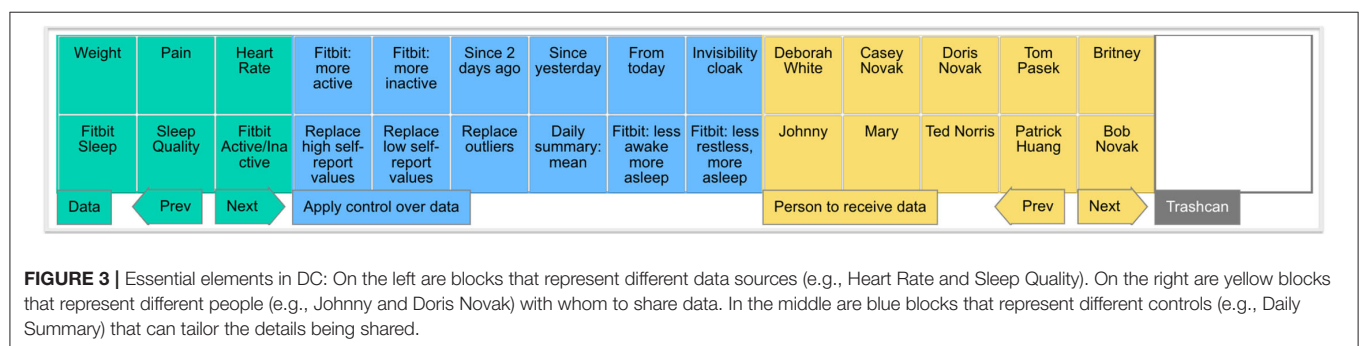 Weight
Pain
Heart
Rate
Fitbit:
more
active
Fitbit:
more
inactive
Since 2
days ago
Since
yesterday
From
today
Invisibility
cloak
Deborah
White
Casey
Novak
Doris
Novak
Tom
Pasek
Britney
Fitbit
Sleep
Sleep
Quality
Fitbit
Active/Ina
ctive
Replace
high self-
report
values
Replace
low self-
report
values
Replace
outliers
Daily
summary:
mean
Fitbit: less
awake
more
asleep
Fitbit: less
restless,
more
asleep
Johnny
Mary
Ted Norris
Patrick
Huang
Bob
Novak
Data
Prev
Next
Apply control over data
Person to receive data
Prev
Next
Trashcan
FIGURE 3 | Essential elements in DC: On the left are blocks that represent different data sources (e.g., Heart Rate and Sleep Quality). On the right are yellow blocks
that represent different people (e.g., Johnny and Doris Novak) with whom to share data. In the middle are blue blocks that represent different controls (e.g., Daily
Summary) that can tailor the details being shared.